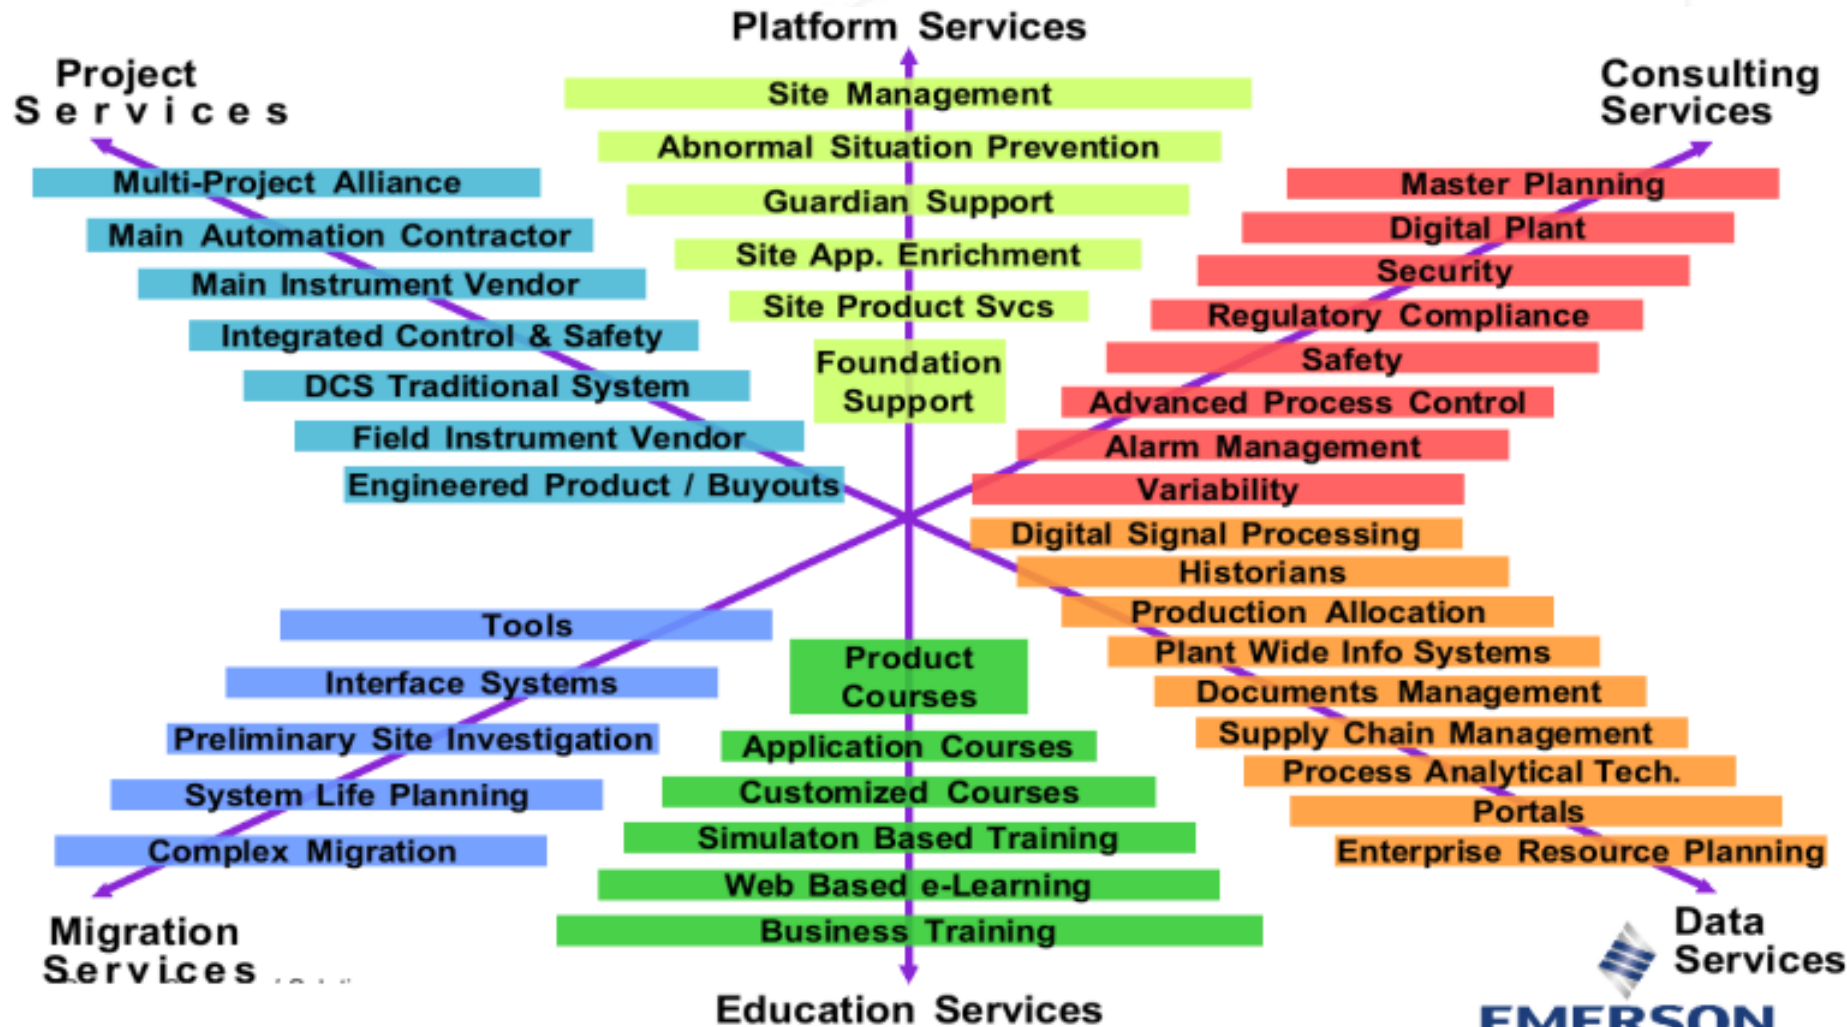 Platform Services
Project
Services
Consulting
Services
Site Management
Abnormal Situation Prevention
Guardian Support
Site App. Enrichment
Site Product Svcs
Foundation
Support
Multi-Project Alliance
Main Automation Contractor
Main Instrument Vendor
Integrated Control & Safety
DCS Traditional System
Field Instrument Vendor
Engineered Product / Buyouts
Master Planning
Digital Plant
Security
Regulatory Compliance
Safety
Advanced Process Control
Alarm Management
Variability
Digital Signal Processing
Historians
Production Allocation
Plant Wide Info Systems
Documents Management
Supply Chain Management
Process Analytical Tech.
Portals
Enterprise Resource Planning
Tools
Interface Systems
Preliminary Site Investigation
System Life Planning
Complex Migration
Product
Courses
Application Courses
Customized Courses
Simulaton Based Training
Web Based e-Learning
Business Training
Migration
Services
Education Services
Data
Services
EMERSON